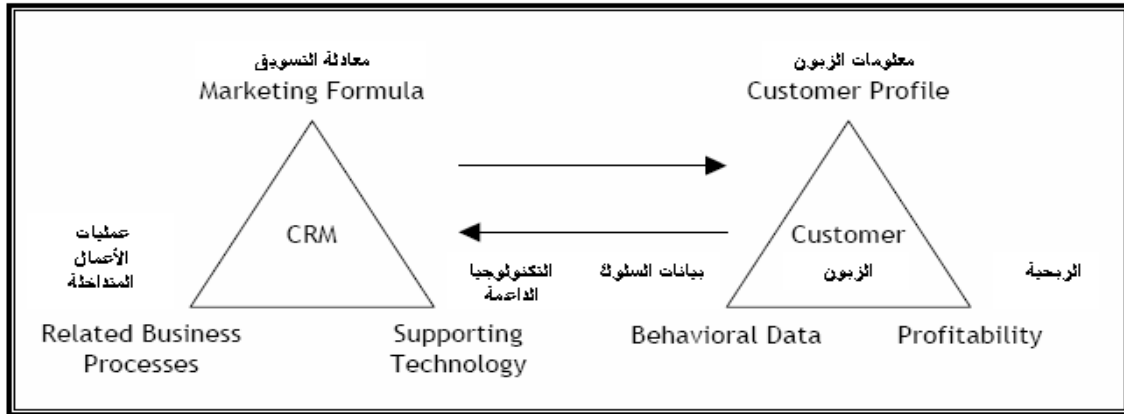 معادلة التسويق
Marketing Formula
معلومات الزبون
Customer Profile
CRM
عمليات
الأعمال
المتداخلة
Related Business
Processes
التكنولوجيا
الداعمة
Supporting
Technology
Customer
الزبون
بيانات السلوك
Behavioral Data
الربحية
Profitability